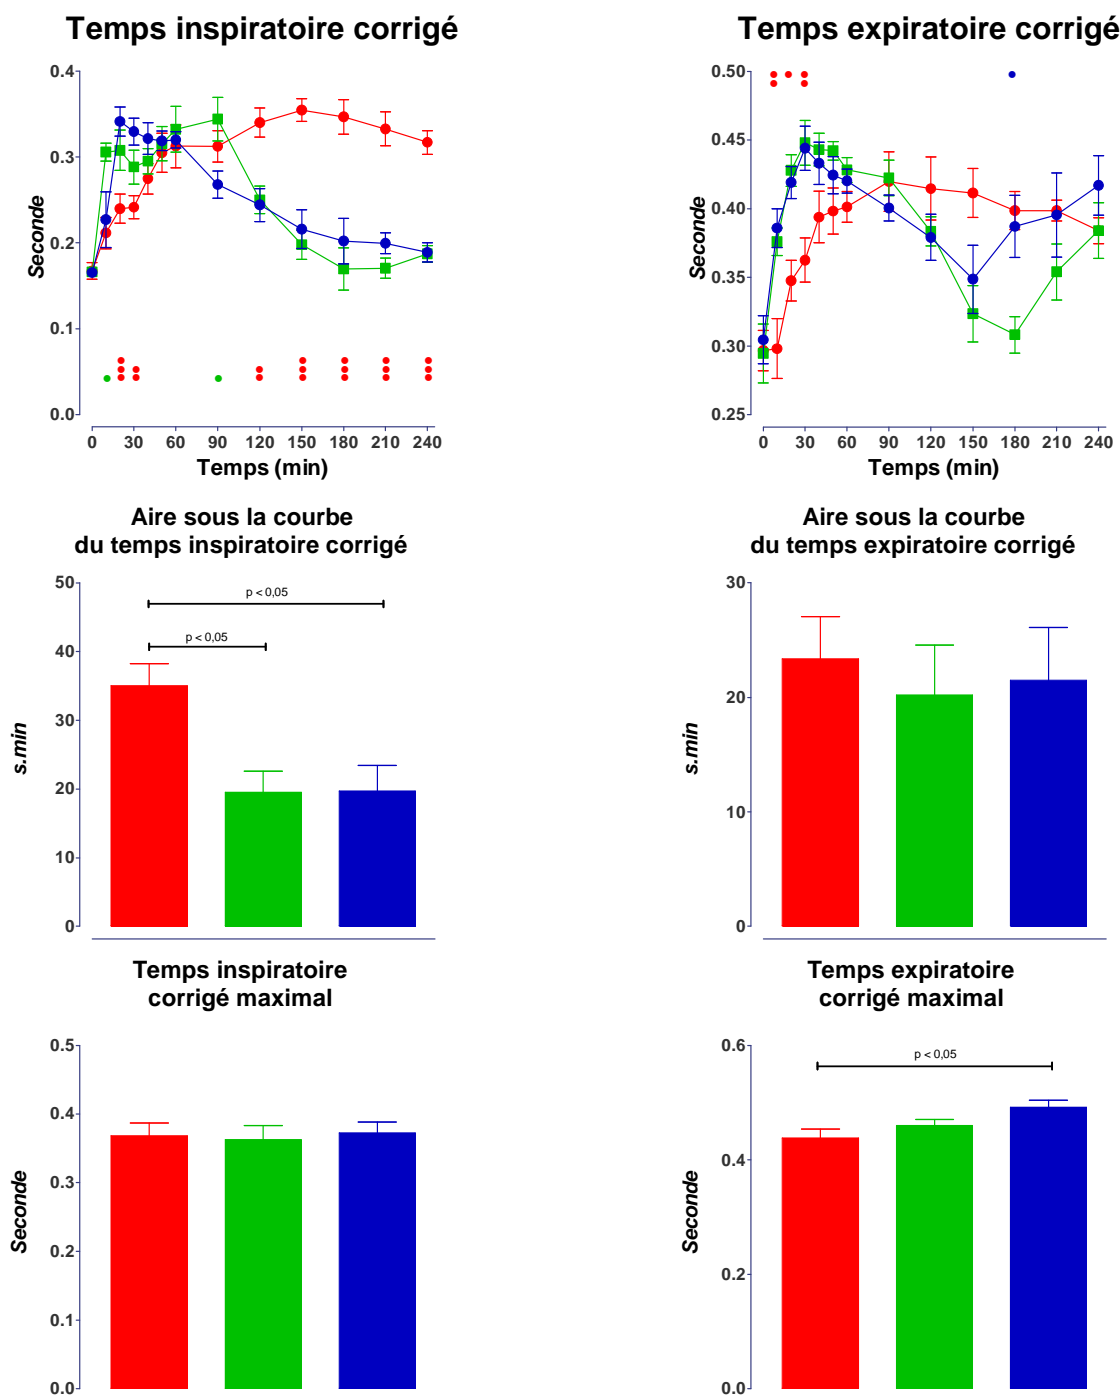 Temps inspiratoire corrigé
Seconde
0.4
0.3
0.2
0.1
0.0
0 30 60 90 120 150 180 210 240
Temps (min)
Temps expiratoire corrigé
Seconde
0.50
0.45
0.40
0.35
0.30
0.25
0 30 60 90 120 150 180 210 240
Temps (min)
Aire sous la courbe
du temps inspiratoire corrigé
s.min
50
40
30
20
10
0
p < 0,05
p < 0,05
Aire sous la courbe
du temps expiratoire corrigé
s.min
30
20
10
0
Temps inspiratoire
corrigé maximal
Seconde
0.5
0.4
0.3
0.2
0.1
0.0
Temps expiratoire
corrigé maximal
Seconde
0.6
0.4
0.2
0.0
p < 0,05